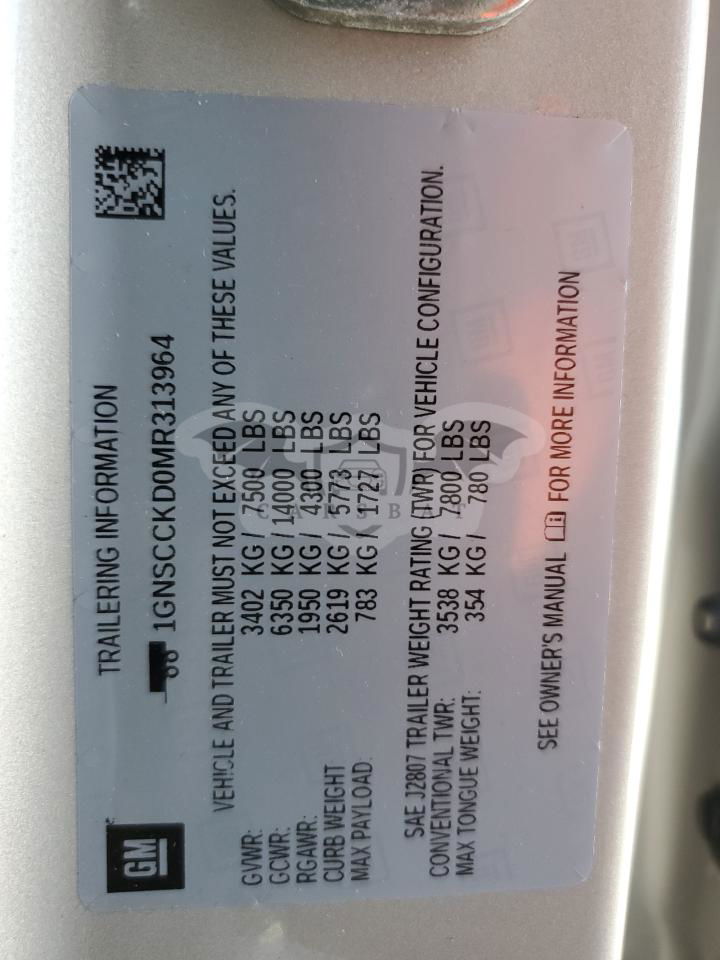 TRAILERING INFORMATION
1GNSCCKD0MR313964
GM
VEHICLE AND TRAILER MUST NOT EXCEED ANY OF THESE VALUES.
GVWR: 3402 KG / 7500 LBS
GCWR: 6350 KG / 14000 LBS
RGAWR: 1950 KG / 4300 LBS
CURB WEIGHT 2619 KG / 5773 LBS
MAX PAYLOAD: 783 KG / 1727 LBS
SAE J2807 TRAILER WEIGHT RATING (TWR) FOR VEHICLE CONFIGURATION.
CONVENTIONAL TWR: 3538 KG / 7800 LBS
MAX TONGUE WEIGHT: 354 KG / 780 LBS
SEE OWNER'S MANUAL FOR MORE INFORMATION
CARSBAT